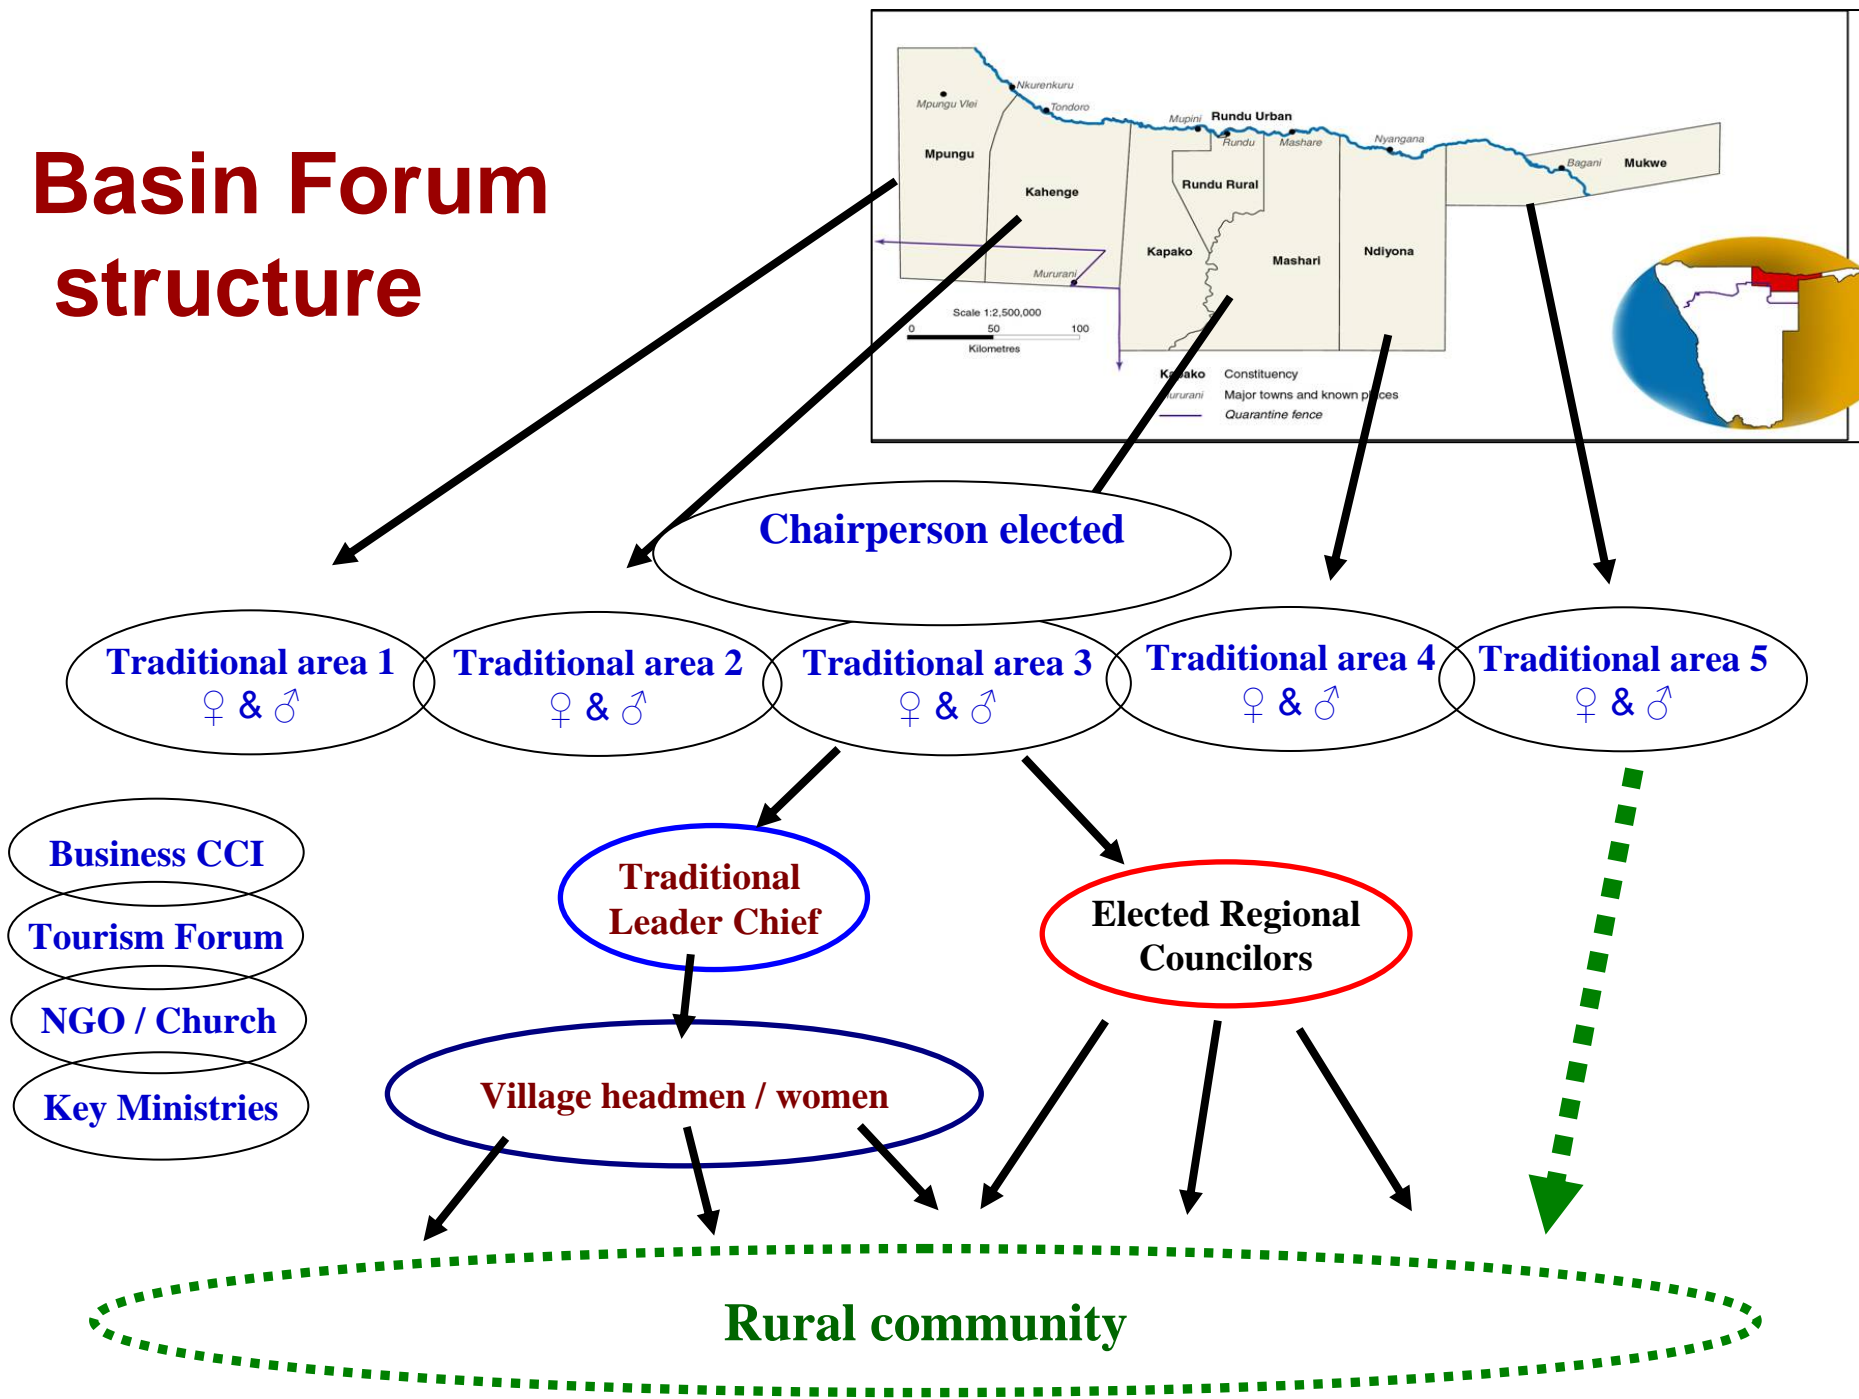 Basin Forum
structure
Nkurenkuru
Mpungu Vlei
Tondoro
Mupini
Rundu Urban
Rundu
Mashare
Nyangana
Bagani
Mukwe
Mpungu
Kahenge
Rundu Rural
Kapako
Mashari
Ndiyona
Mururani
Scale 1:2,500,000
0 50 100
Kilometres
Kapako Constituency
Mururani Major towns and known places
Quarantine fence
Chairperson elected
Traditional area 1
♀ & ♂
Traditional area 2
♀ & ♂
Traditional area 3
♀ & ♂
Traditional area 4
♀ & ♂
Traditional area 5
♀ & ♂
Business CCI
Tourism Forum
NGO / Church
Key Ministries
Traditional
Leader Chief
Elected Regional
Councilors
Village headmen / women
Rural community